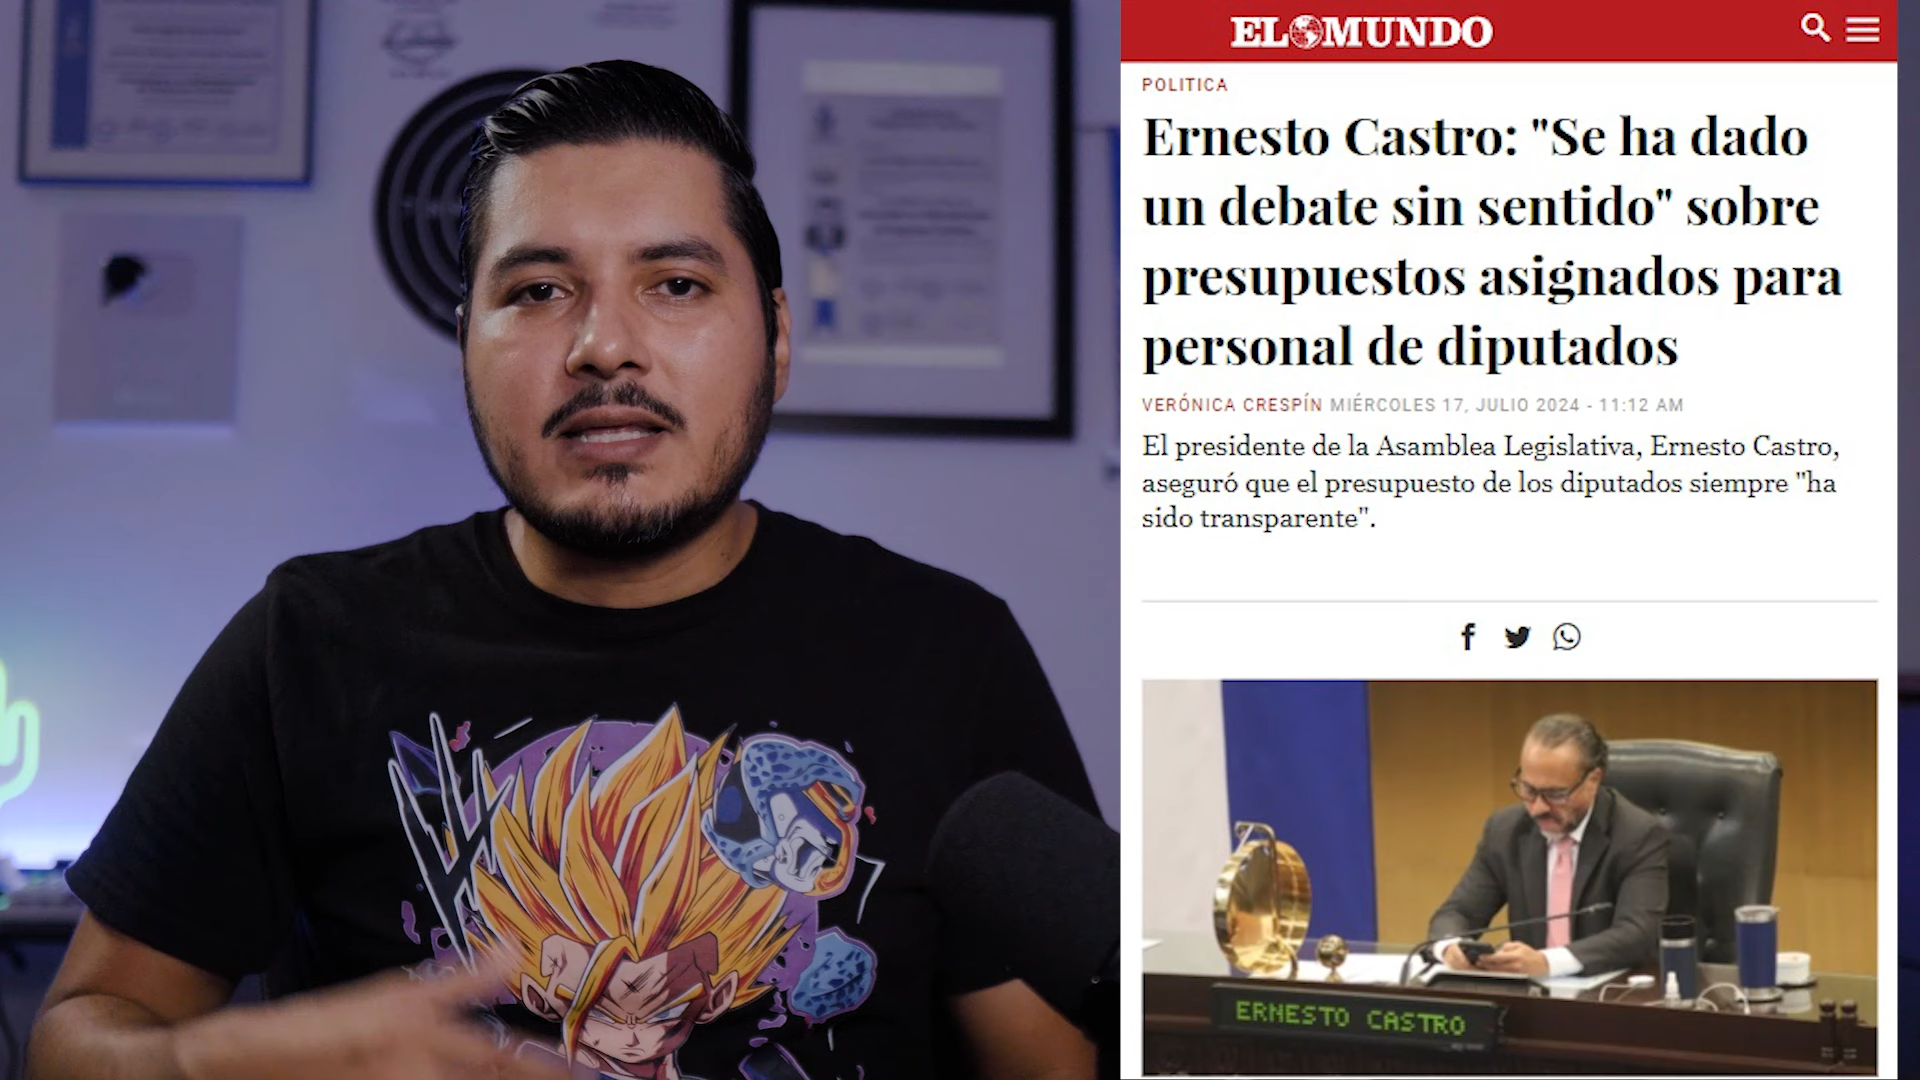 EL MUNDO
POLITICA
Ernesto Castro: "Se ha dado
un debate sin sentido" sobre
presupuestos asignados para
personal de diputados
VERÓNICA CRESPÍN MIÉRCOLES 17, JULIO 2024 - 11:12 AM
El presidente de la Asamblea Legislativa, Ernesto Castro,
aseguró que el presupuesto de los diputados siempre "ha
sido transparente".
ERNESTO CASTRO